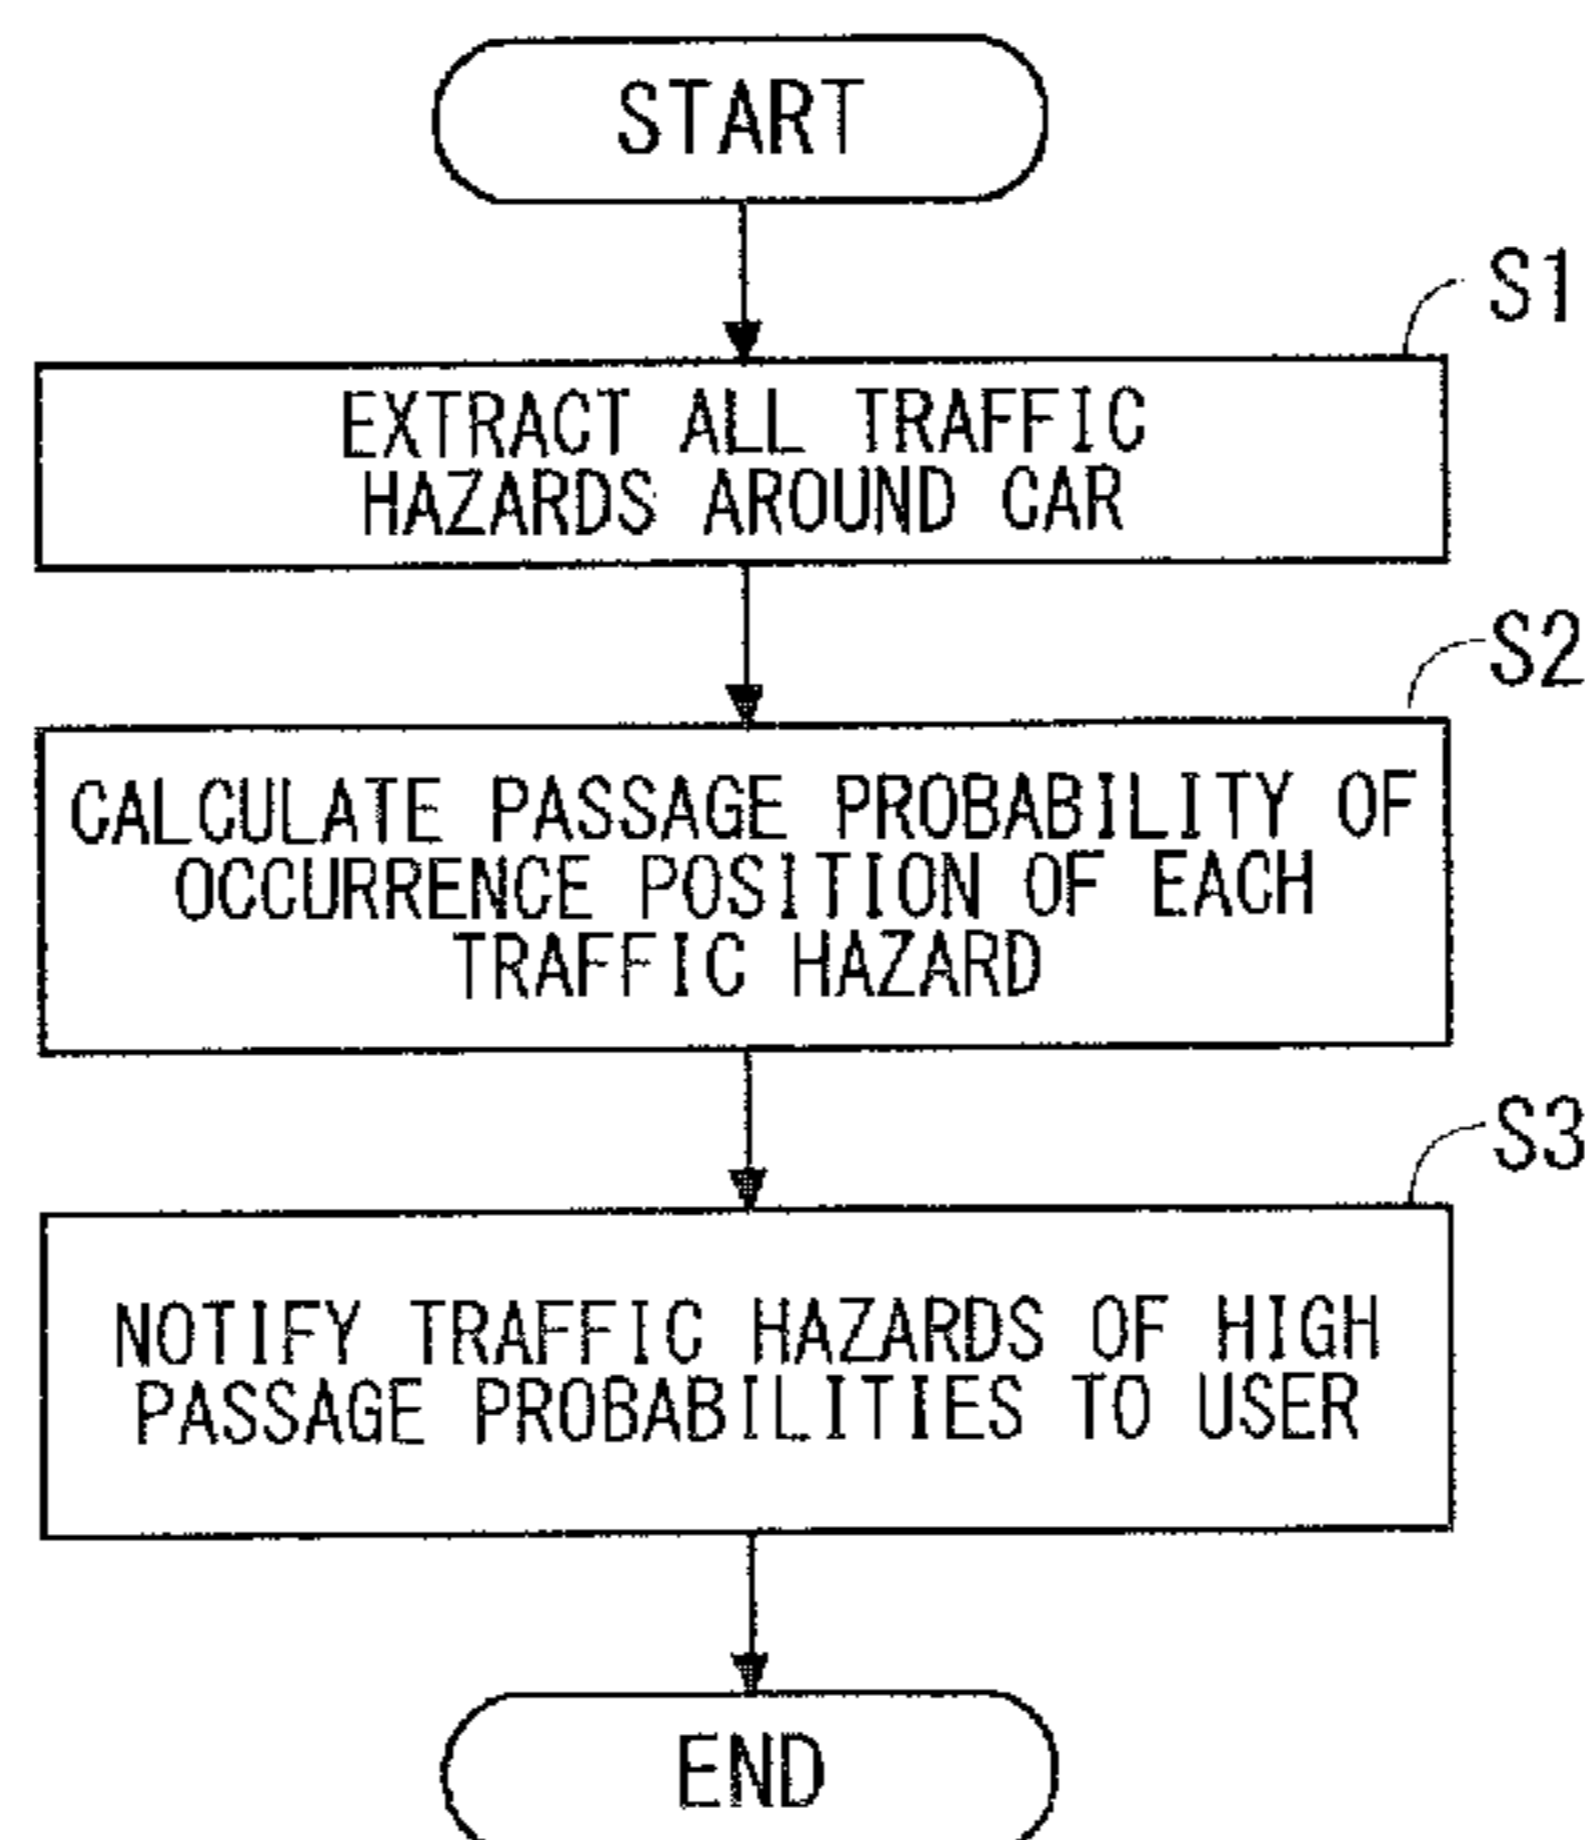 START
S1
EXTRACT ALL TRAFFIC
HAZARDS AROUND CAR
S2
CALCULATE PASSAGE PROBABILITY OF
OCCURRENCE POSITION OF EACH
TRAFFIC HAZARD
S3
NOTIFY TRAFFIC HAZARDS OF HIGH
PASSAGE PROBABILITIES TO USER
END